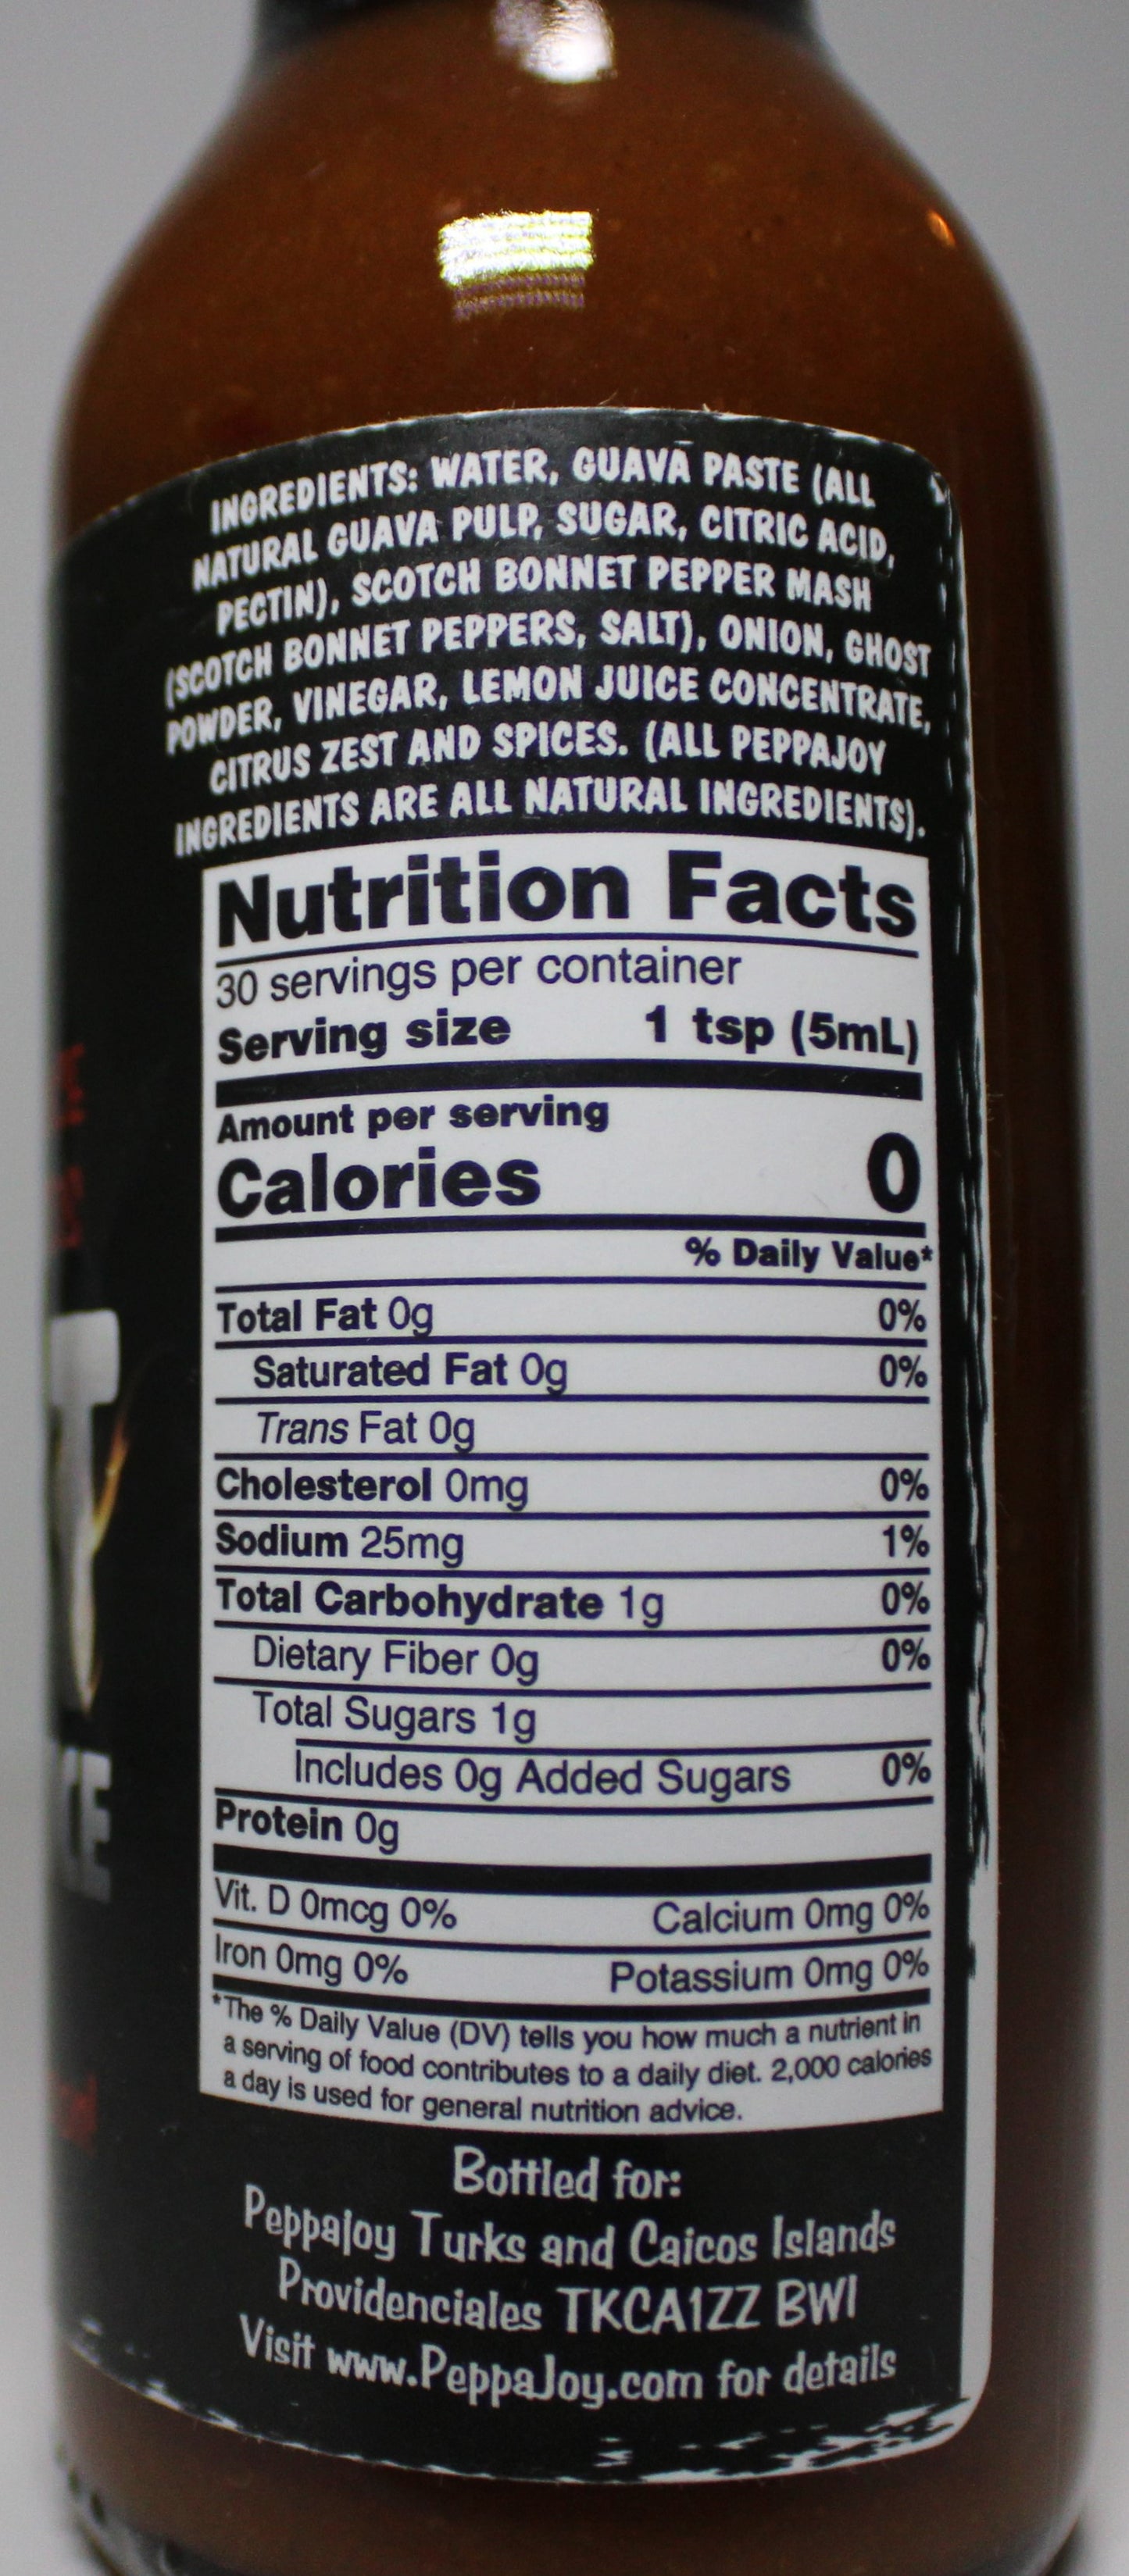 INGREDIENTS: WATER, GUAVA PASTE (ALL
NATURAL GUAVA PULP, SUGAR, CITRIC ACID,
PECTIN), SCOTCH BONNET PEPPER MASH
(SCOTCH BONNET PEPPERS, SALT), ONION, GHOST
POWDER, VINEGAR, LEMON JUICE CONCENTRATE,
CITRUS ZEST AND SPICES. (ALL PEPPAJOY
INGREDIENTS ARE ALL NATURAL INGREDIENTS).
Nutrition Facts
30 servings per container
Serving size 1 tsp (5mL)
Amount per serving
Calories 0
% Daily Value*
Total Fat 0g 0%
Saturated Fat 0g 0%
Trans Fat 0g
Cholesterol 0mg 0%
Sodium 25mg 1%
Total Carbohydrate 1g 0%
Dietary Fiber 0g 0%
Total Sugars 1g
Includes 0g Added Sugars 0%
Protein 0g
Vit. D 0mcg 0% Calcium 0mg 0%
Iron 0mg 0% Potassium 0mg 0%
*The % Daily Value (DV) tells you how much a nutrient in
a serving of food contributes to a daily diet. 2,000 calories
a day is used for general nutrition advice.
Bottled for:
PeppaJoy Turks and Caicos Islands
Providenciales TKCA1ZZ BWI
Visit www.PeppaJoy.com for details